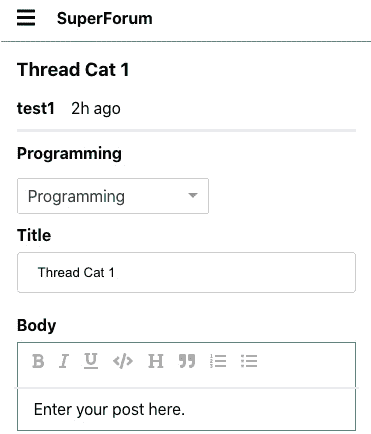 SuperForum
Thread Cat 1
test1 2h ago
Programming
Programming
Title
Thread Cat 1
Body
B I U </> H
Enter your post here.